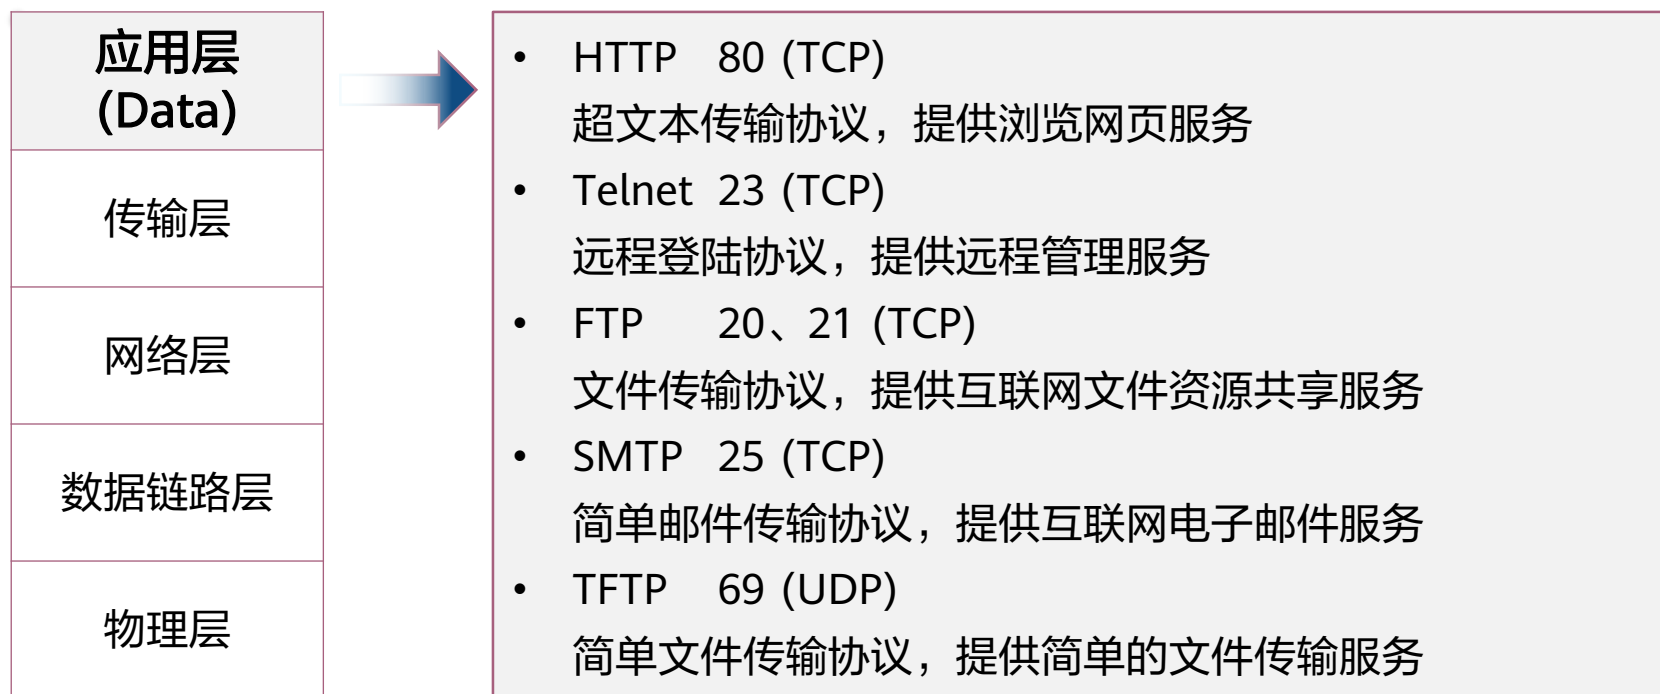 应用层
(Data)
传输层
网络层
数据链路层
物理层
• HTTP 80 (TCP)
超文本传输协议，提供浏览网页服务
• Telnet 23 (TCP)
远程登陆协议，提供远程管理服务
• FTP 20、21 (TCP)
文件传输协议，提供互联网文件资源共享服务
• SMTP 25 (TCP)
简单邮件传输协议，提供互联网电子邮件服务
• TFTP 69 (UDP)
简单文件传输协议，提供简单的文件传输服务